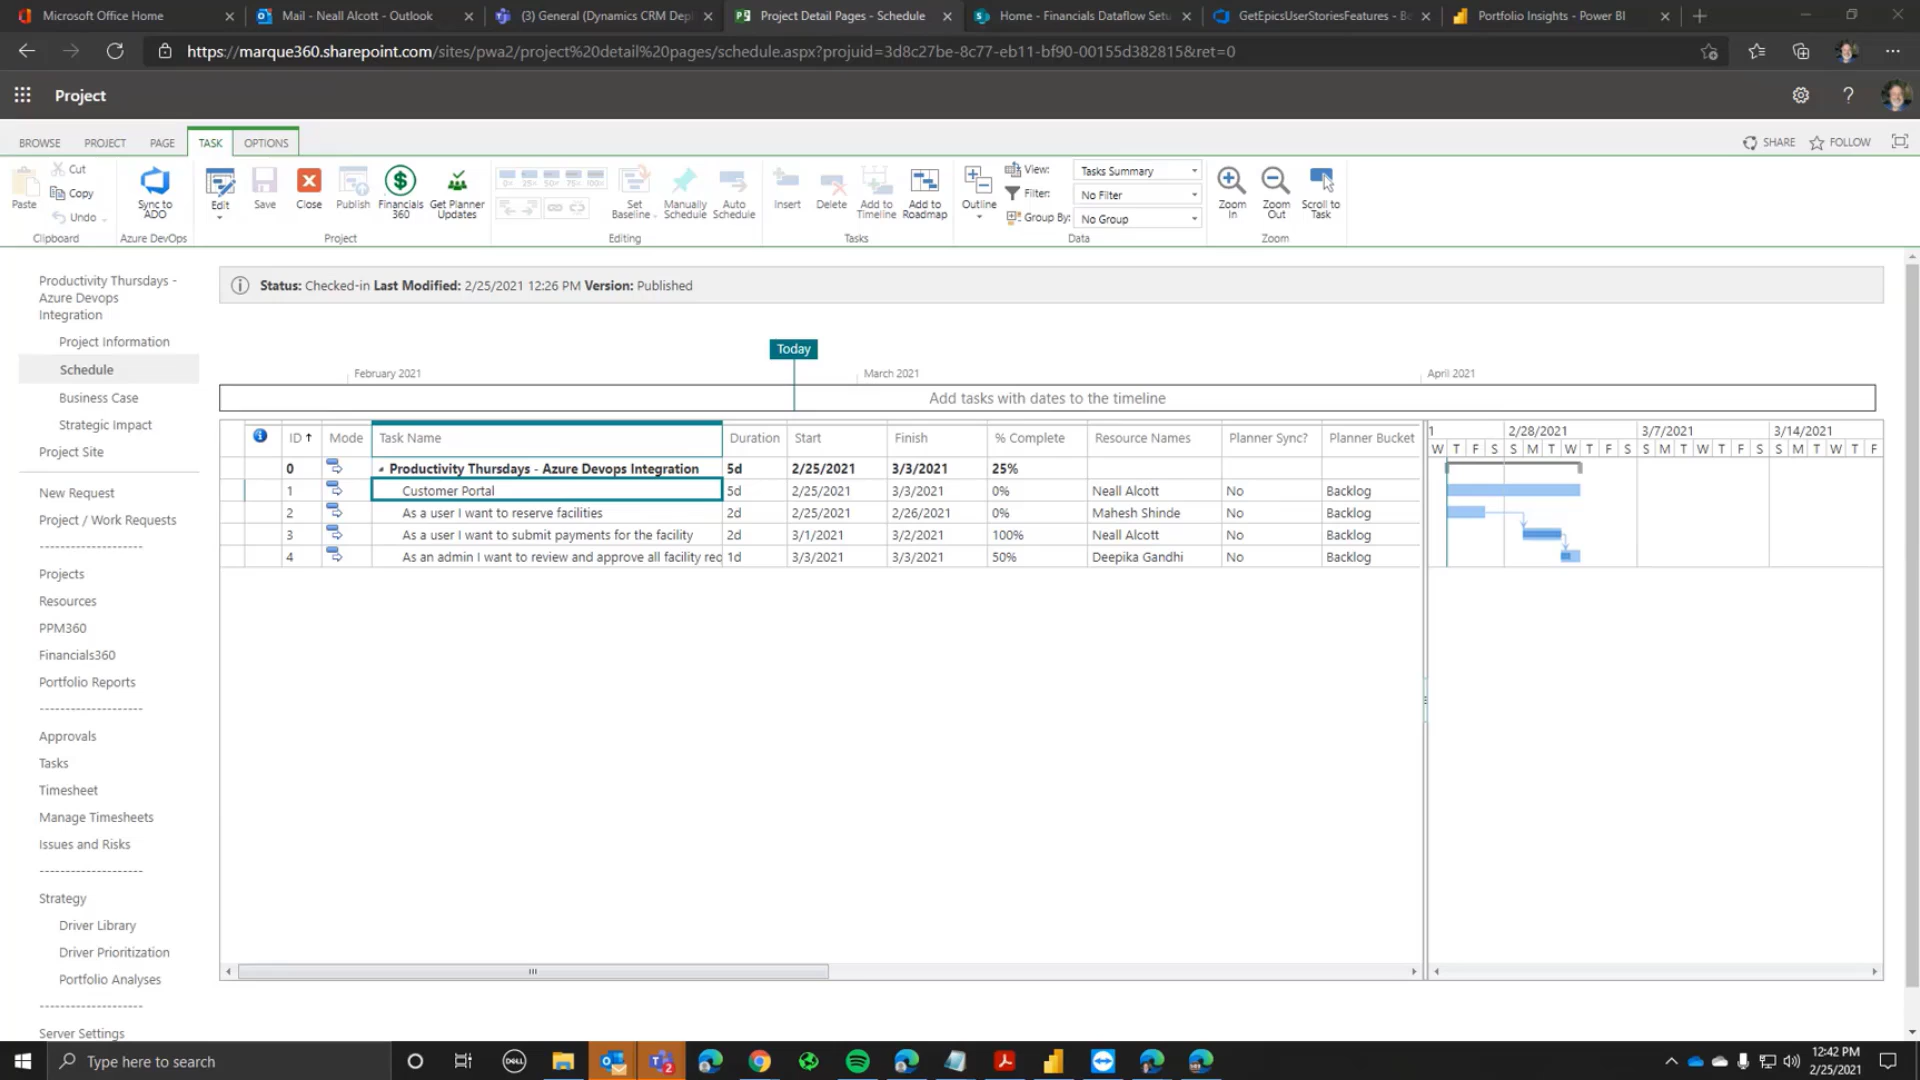 Microsoft Office Home
Mail - Neall Alcott - Outlook
(3) General (Dynamics CRM Dep
Project Detail Pages - Schedule
Home - Financials Dataflow Setu
GetEpicsUserStoriesFeatures - Bo
Portfolio Insights - Power BI
https://marque360.sharepoint.com/sites/pwa2/project%20detail%20pages/schedule.aspx?projuid=3d8c27be-8c77-eb11-bf90-00155d382815&ret=0
Project
BROWSE PROJECT PAGE TASK OPTIONS
SHARE FOLLOW
Paste
Cut
Copy
Undo
Clipboard
Sync to ADO
Azure DevOps
Edit
Save
Close
Publish
Financials 360
Get Planner Updates
Project
0% 25% 50% 75% 100%
Set Baseline
Manually Schedule
Auto Schedule
Editing
Insert
Delete
Add to Timeline
Add to Roadmap
Tasks
Outline
View: Tasks Summary
Filter: No Filter
Group By: No Group
Data
Zoom In
Zoom Out
Scroll to Task
Zoom
Productivity Thursdays -
Azure Devops
Integration
Project Information
Schedule
Business Case
Strategic Impact
Project Site
New Request
Project / Work Requests
--------------------
Projects
Resources
PPM360
Financials360
Portfolio Reports
--------------------
Approvals
Tasks
Timesheet
Manage Timesheets
Issues and Risks
--------------------
Strategy
Driver Library
Driver Prioritization
Portfolio Analyses
--------------------
Server Settings
Status: Checked-in Last Modified: 2/25/2021 12:26 PM Version: Published
Today
February 2021 March 2021 April 2021
Add tasks with dates to the timeline
ID Mode Task Name Duration Start Finish % Complete Resource Names Planner Sync? Planner Bucket
0 Productivity Thursdays - Azure Devops Integration 5d 2/25/2021 3/3/2021 25%
1 Customer Portal 5d 2/25/2021 3/3/2021 0% Neall Alcott No Backlog
2 As a user I want to reserve facilities 2d 2/25/2021 2/26/2021 0% Mahesh Shinde No Backlog
3 As a user I want to submit payments for the facility 2d 3/1/2021 3/2/2021 100% Neall Alcott No Backlog
4 As an admin I want to review and approve all facility req 1d 3/3/2021 3/3/2021 50% Deepika Gandhi No Backlog
1 2/28/2021 3/7/2021 3/14/2021
W T F S S M T W T F S S M T W T F S S M T W T F
Type here to search
DELL
2
12:42 PM
2/25/2021